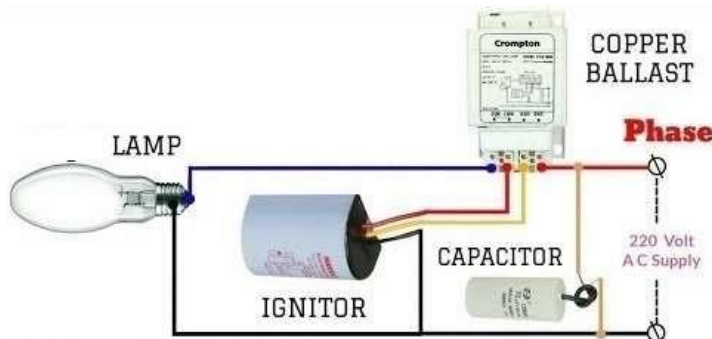 Crompton
COPPER
BALLAST
Phase
LAMP
220 Volt
A C Supply
CAPACITOR
IGNITOR